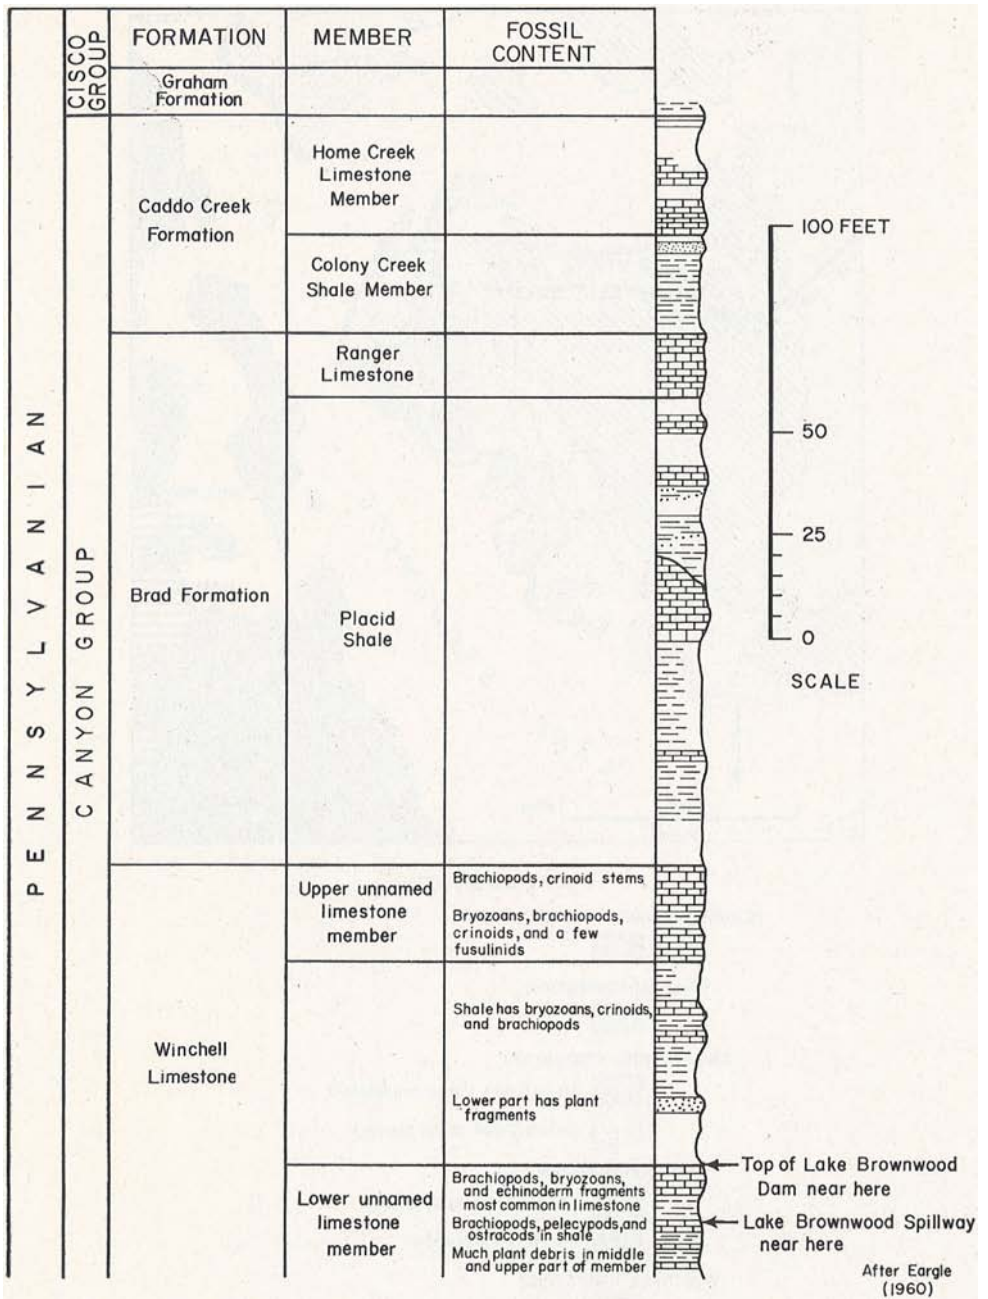 FORMATION
MEMBER
FOSSIL
CONTENT
CISCO
GROUP
Graham
Formation
PENNSYLVANIAN
CANYON GROUP
Caddo Creek
Formation
Home Creek
Limestone
Member
Colony Creek
Shale Member
Brad Formation
Ranger
Limestone
Placid
Shale
Winchell
Limestone
Upper unnamed
limestone
member
Brachiopods, crinoid stems
Bryozoans, brachiopods,
crinoids, and a few
fusulinids
Shale has bryozoans, crinoids,
and brachiopods
Lower part has plant
fragments
Lower unnamed
limestone
member
Brachiopods, bryozoans,
and echinoderm fragments
most common in limestone
Brachiopods, pelecypods, and
ostracods in shale
Much plant debris in middle
and upper part of member
100 FEET
50
25
0
SCALE
Top of Lake Brownwood
Dam near here
Lake Brownwood Spillway
near here
After Eargle
(1960)